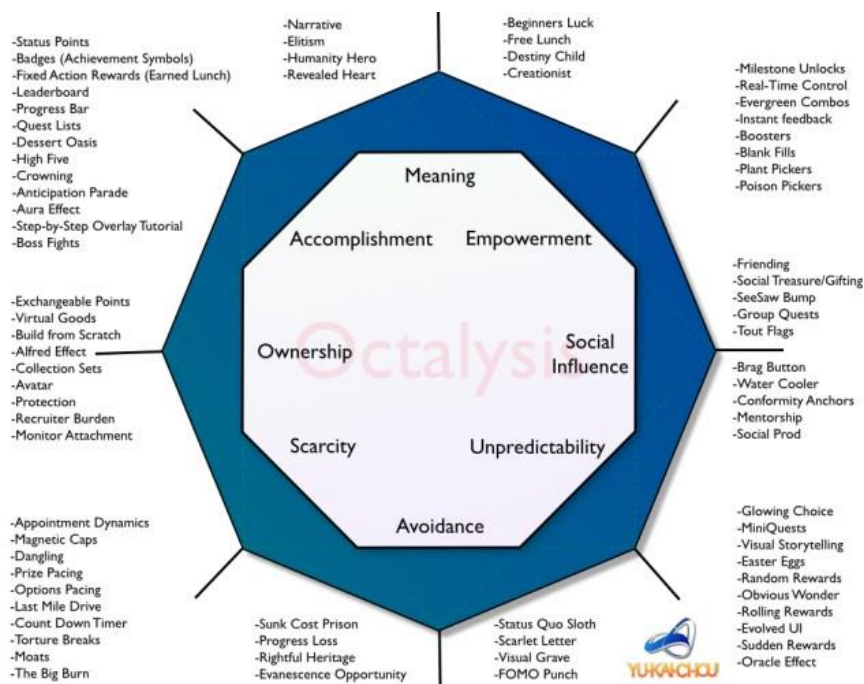 -Narrative
-Elitism
-Humanity Hero
-Revealed Heart
-Beginners Luck
-Free Lunch
-Destiny Child
-Creationist
-Status Points
-Badges (Achievement Symbols)
-Fixed Action Rewards (Earned Lunch)
-Leaderboard
-Progress Bar
-Quest Lists
-Dessert Oasis
-High Five
-Crowning
-Anticipation Parade
-Aura Effect
-Step-by-Step Overlay Tutorial
-Boss Fights
-Milestone Unlocks
-Real-Time Control
-Evergreen Combos
-Instant feedback
-Boosters
-Blank Fills
-Plant Pickers
-Poison Pickers
Meaning
Accomplishment
Empowerment
-Exchangeable Points
-Virtual Goods
-Build from Scratch
-Alfred Effect
-Collection Sets
-Avatar
-Protection
-Recruiter Burden
-Monitor Attachment
Ownership
Octalysis
Social
Influence
-Friending
-Social Treasure/Gifting
-SeeSaw Bump
-Group Quests
-Tout Flags
-Brag Button
-Water Cooler
-Conformity Anchors
-Mentorship
-Social Prod
Scarcity
Unpredictability
Avoidance
-Appointment Dynamics
-Magnetic Caps
-Dangling
-Prize Pacing
-Options Pacing
-Last Mile Drive
-Count Down Timer
-Torture Breaks
-Moats
-The Big Burn
-Sunk Cost Prison
-Progress Loss
-Rightful Heritage
-Evanescence Opportunity
-Status Quo Sloth
-Scarlet Letter
-Visual Grave
-FOMO Punch
-Glowing Choice
-MiniQuests
-Visual Storytelling
-Easter Eggs
-Random Rewards
-Obvious Wonder
-Rolling Rewards
-Evolved UI
-Sudden Rewards
-Oracle Effect
YU-KAI CHOU